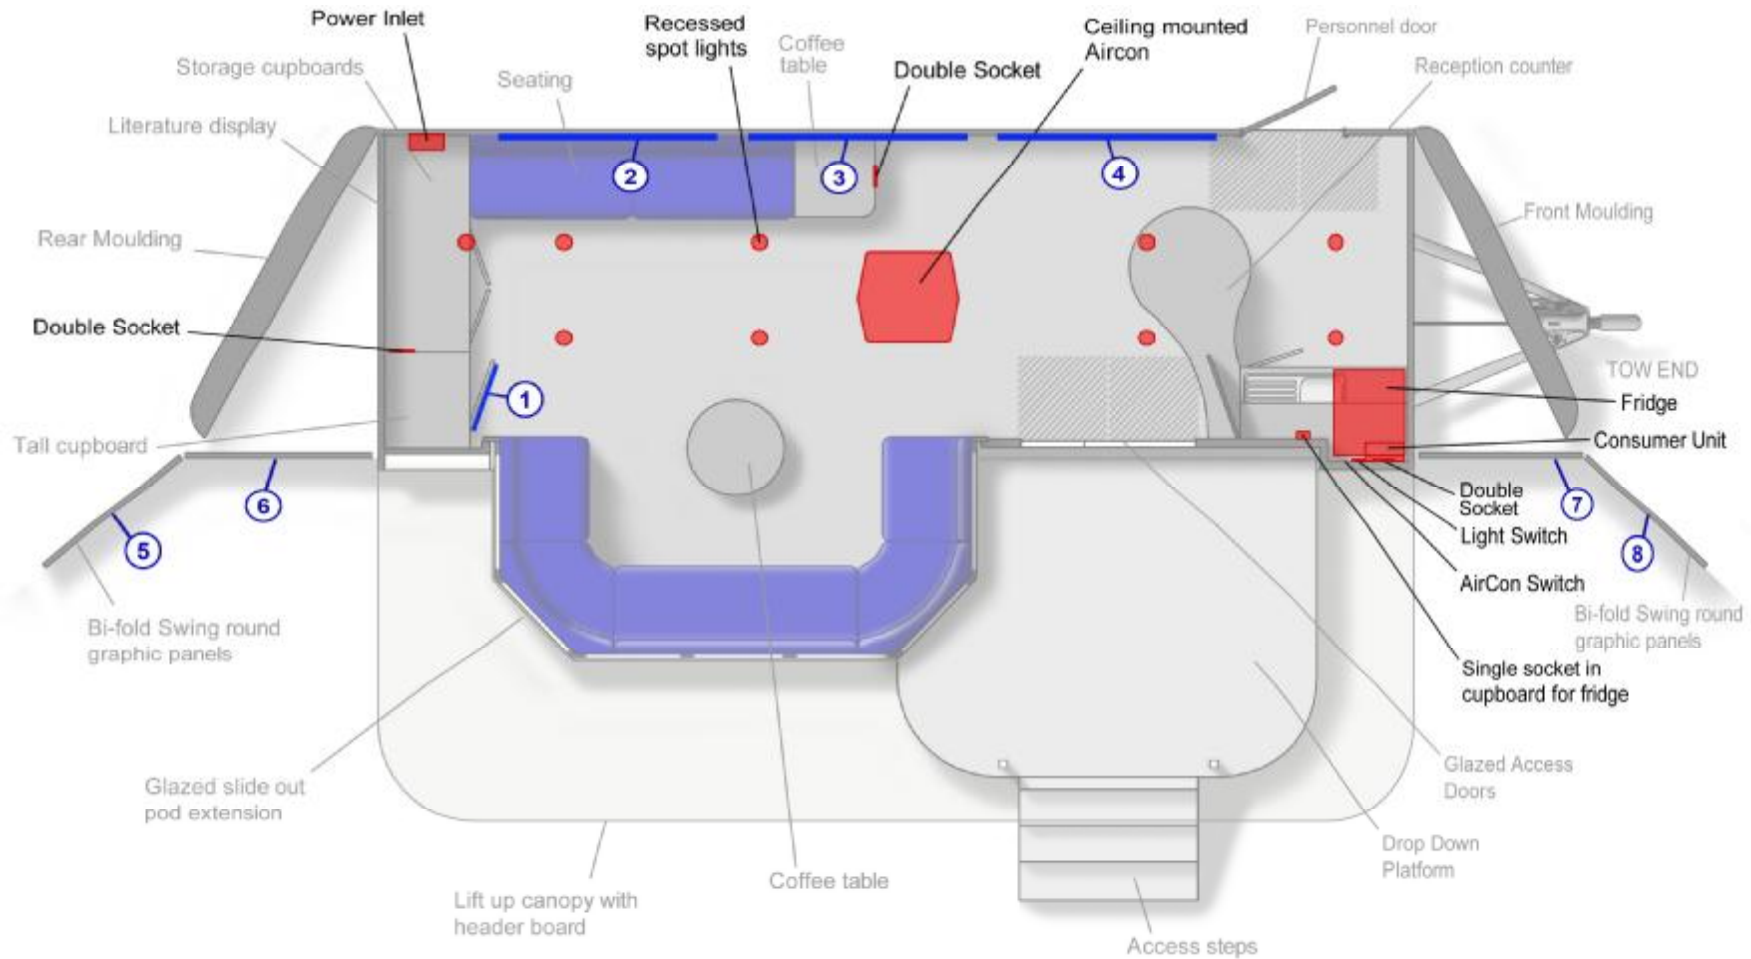 Power Inlet
Recessed
spot lights
Coffee
table
Ceiling mounted
Aircon
Personnel door
Storage cupboards
Seating
Double Socket
Reception counter
Literature display
2
3
4
Rear Moulding
Front Moulding
Double Socket
TOW END
Fridge
1
Tall cupboard
Consumer Unit
6
5
Double
Socket
7
Light Switch
8
AirCon Switch
Bi-fold Swing round
graphic panels
Bi-fold Swing round
graphic panels
Single socket in
cupboard for fridge
Glazed slide out
pod extension
Glazed Access
Doors
Drop Down
Platform
Coffee table
Lift up canopy with
header board
Access steps